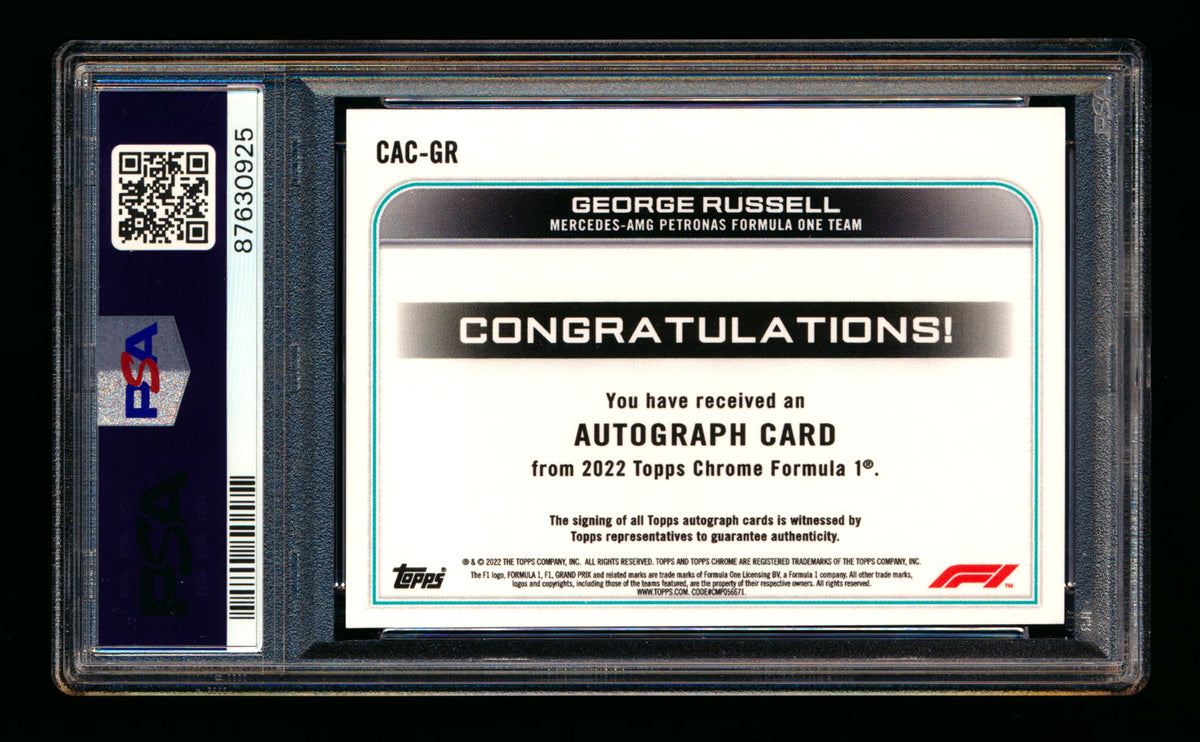 87630925
PSA
PSA
CAC-GR
GEORGE RUSSELL
MERCEDES-AMG PETRONAS FORMULA ONE TEAM
CONGRATULATIONS!
You have received an
AUTOGRAPH CARD
from 2022 Topps Chrome Formula 1®.
The signing of all Topps autograph cards is witnessed by
Topps representatives to guarantee authenticity.
® & © 2022 THE TOPPS COMPANY, INC. ALL RIGHTS RESERVED. TOPPS AND TOPPS CHROME ARE REGISTERED TRADEMARKS OF THE TOPPS COMPANY, INC.
The F1 logo, FORMULA 1, F1, GRAND PRIX and related marks are trade marks of Formula One Licensing BV, a Formula 1 company. All other trade marks,
logos and copyrights, including those of the teams featured, are the property of their respective owners. All rights reserved.
WWW.TOPPS.COM. CODE#CMP056671.
Topps®
F1™